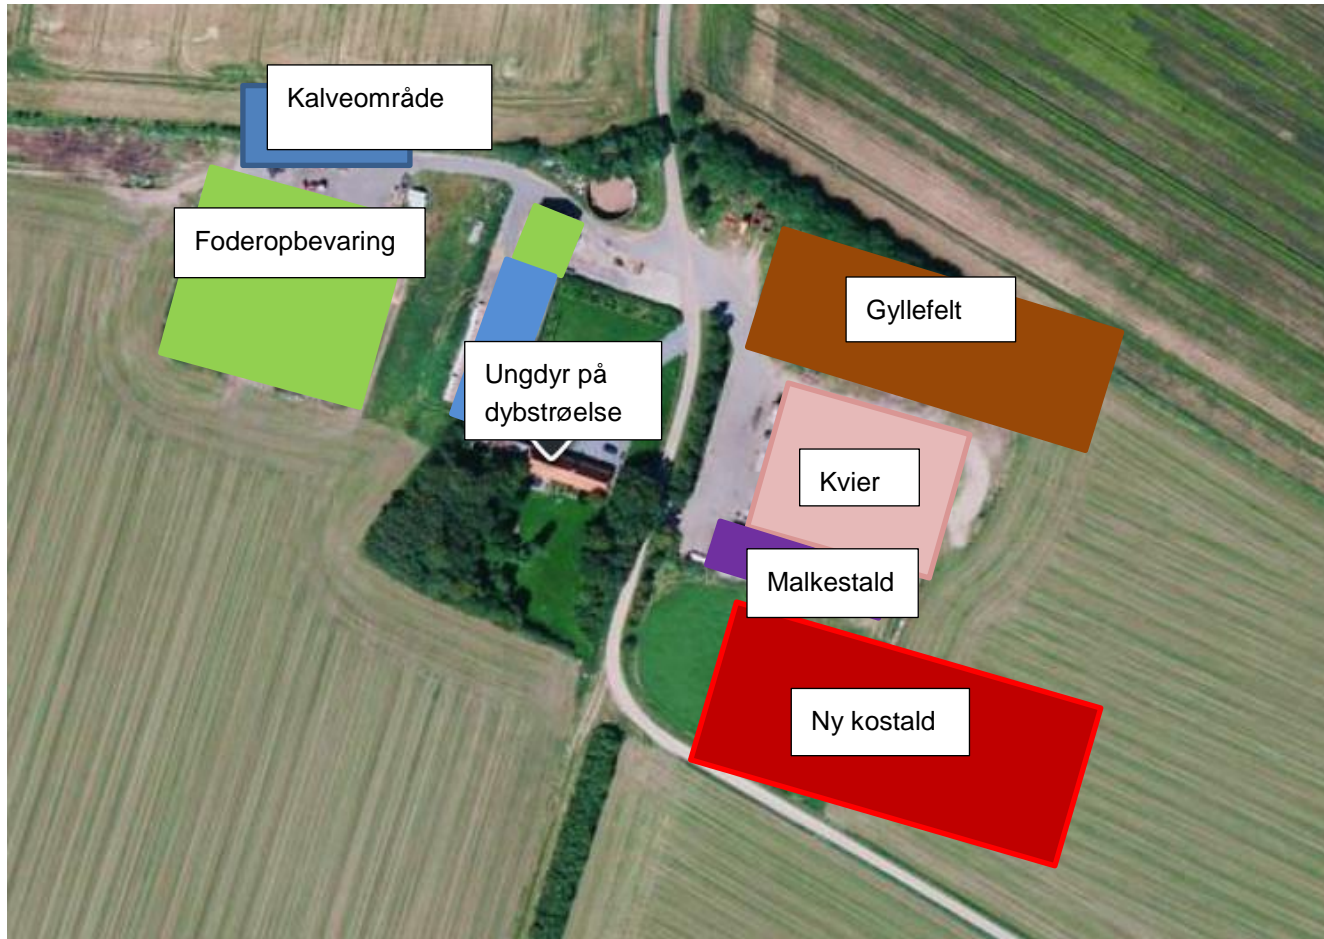 Kalveområde
Foderopbevaring
Gyllefelt
Ungdyr på
dybstrøelse
Kvier
Malkestald
Ny kostald